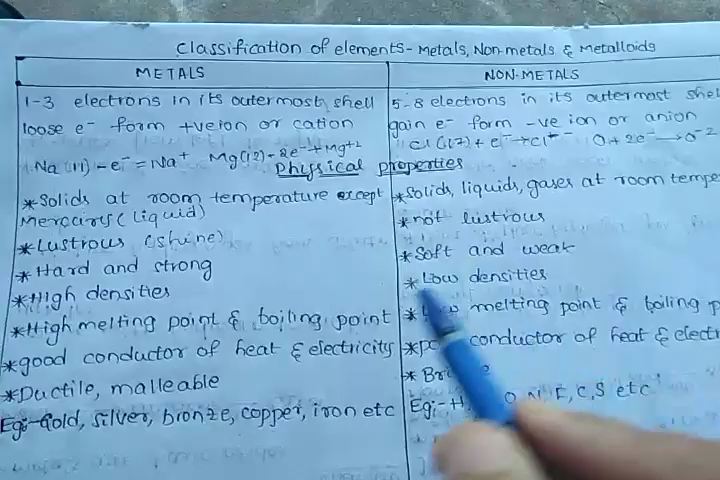 Classification of elements- Metals, Non-metals & Metalloids
METALS
1-3 electrons in its outermost shell
loose e⁻ form +ve ion or cation
Na (11) - e⁻ = Na⁺ Mg(12)-2e⁻→Mg⁺²
NON-METALS
5-8 electrons in its outermost
gain e⁻ form -ve ion or anion
Cl(17)+e⁻→Cl⁻ O+2e⁻→O⁻²
Physical properties
*Solids at room temperature except
Mercury (liquid)
*Lustrous (shine)
*Hard and strong
*High densities
*High melting point & boiling point
*good conductor of heat & electricity
*Ductile, malleable
Eg:-Gold, silver, bronze, copper, iron etc
*Solids, liquids, gases at room
*not lustrous
*Soft and weak
*Low densities
* melting point & boiling
* conductor of heat &
*
Eg:-H, O, N, F, C, S etc